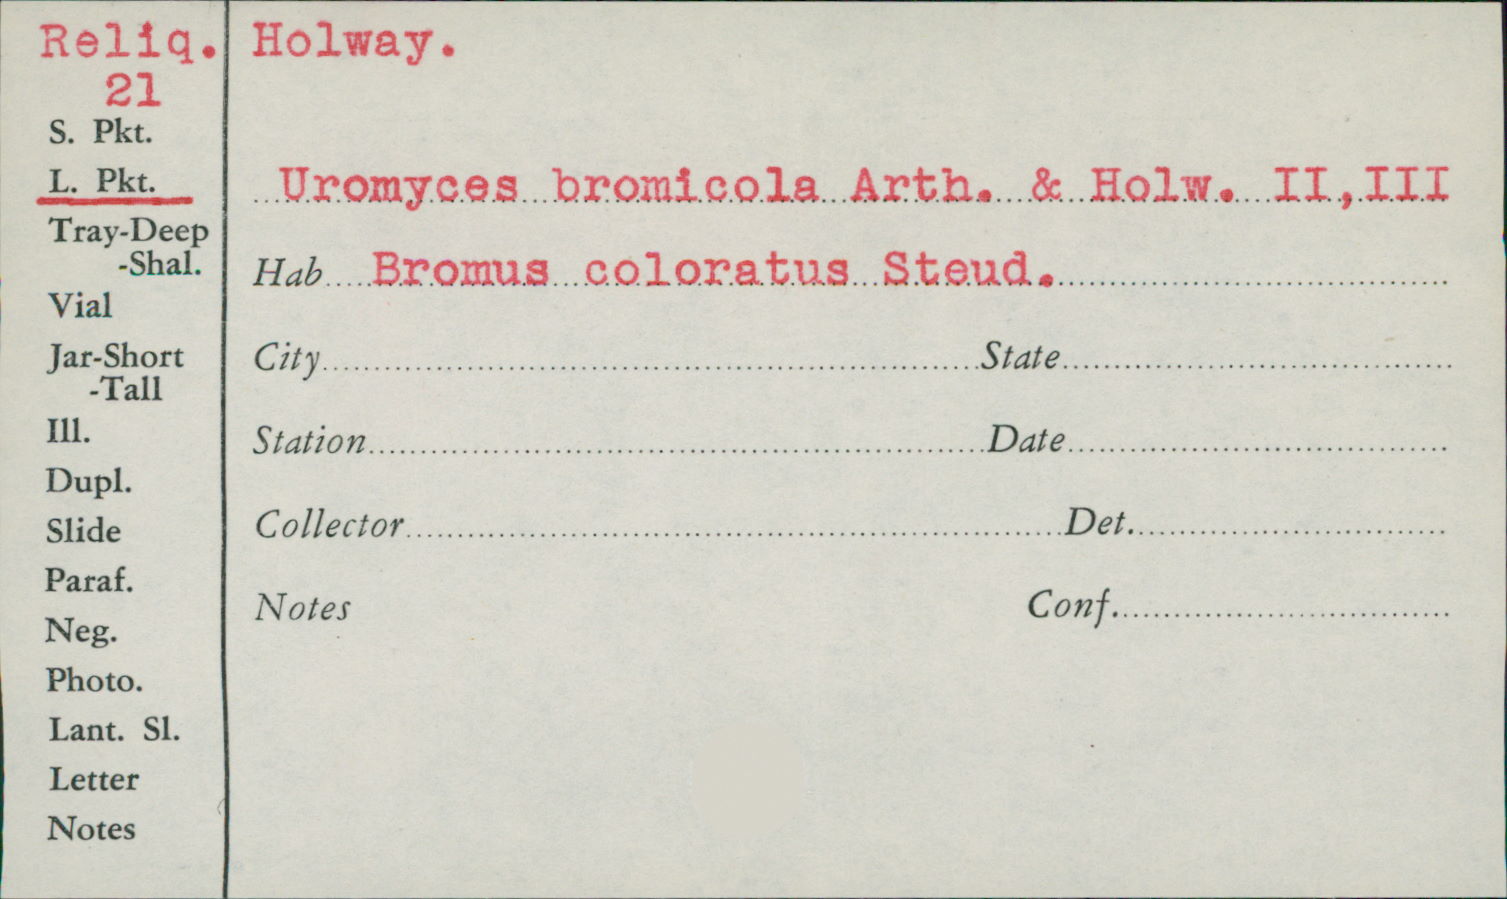 Reliq. Holway.
21
S. Pkt.
L. Pkt.
Uromyces bromicola Arth. & Holw. II,III
Tray-Deep
-Shal.
Hab Bromus coloratus Steud.
Vial
Jar-Short
-Tall
City State
Ill.
Station Date
Dupl.
Slide
Collector Det.
Paraf.
Neg.
Notes Conf.
Photo.
Lant. Sl.
Letter
Notes